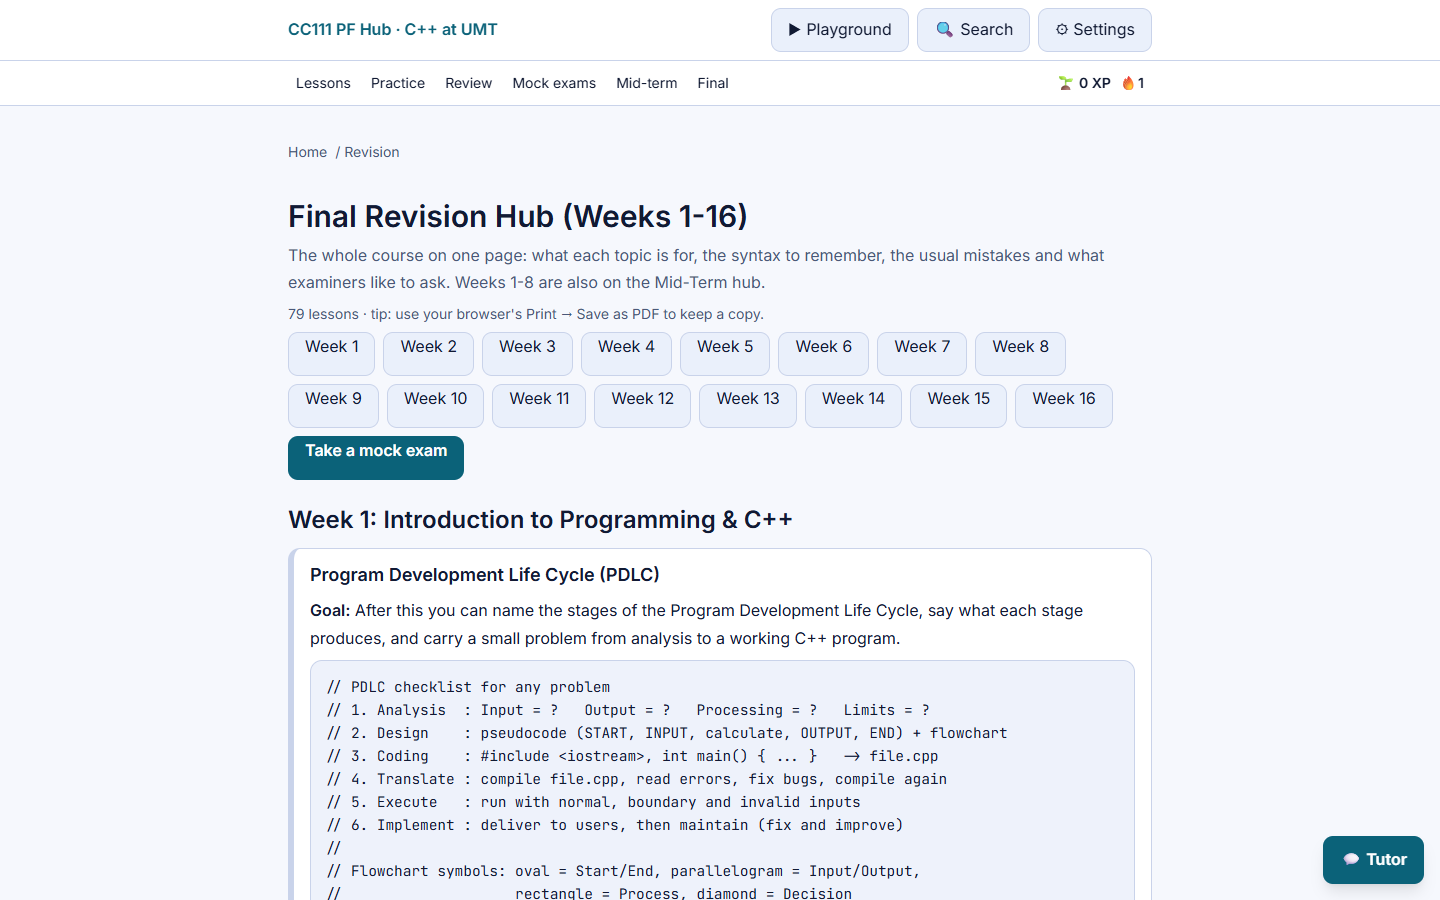 CC111 PF Hub · C++ at UMT
▶ Playground
🔍 Search
⚙ Settings
Lessons Practice Review Mock exams Mid-term Final
🌱 0 XP 🔥 1
Home / Revision
Final Revision Hub (Weeks 1-16)
The whole course on one page: what each topic is for, the syntax to remember, the usual mistakes and what
examiners like to ask. Weeks 1-8 are also on the Mid-Term hub.
79 lessons · tip: use your browser's Print → Save as PDF to keep a copy.
Week 1 Week 2 Week 3 Week 4 Week 5 Week 6 Week 7 Week 8
Week 9 Week 10 Week 11 Week 12 Week 13 Week 14 Week 15 Week 16
Take a mock exam
Week 1: Introduction to Programming & C++
Program Development Life Cycle (PDLC)
Goal: After this you can name the stages of the Program Development Life Cycle, say what each stage
produces, and carry a small problem from analysis to a working C++ program.
// PDLC checklist for any problem
// 1. Analysis  : Input = ?   Output = ?   Processing = ?   Limits = ?
// 2. Design    : pseudocode (START, INPUT, calculate, OUTPUT, END) + flowchart
// 3. Coding    : #include <iostream>, int main() { ... }   -> file.cpp
// 4. Translate : compile file.cpp, read errors, fix bugs, compile again
// 5. Execute   : run with normal, boundary and invalid inputs
// 6. Implement : deliver to users, then maintain (fix and improve)
//
// Flowchart symbols: oval = Start/End, parallelogram = Input/Output,
//                    rectangle = Process, diamond = Decision
💬 Tutor